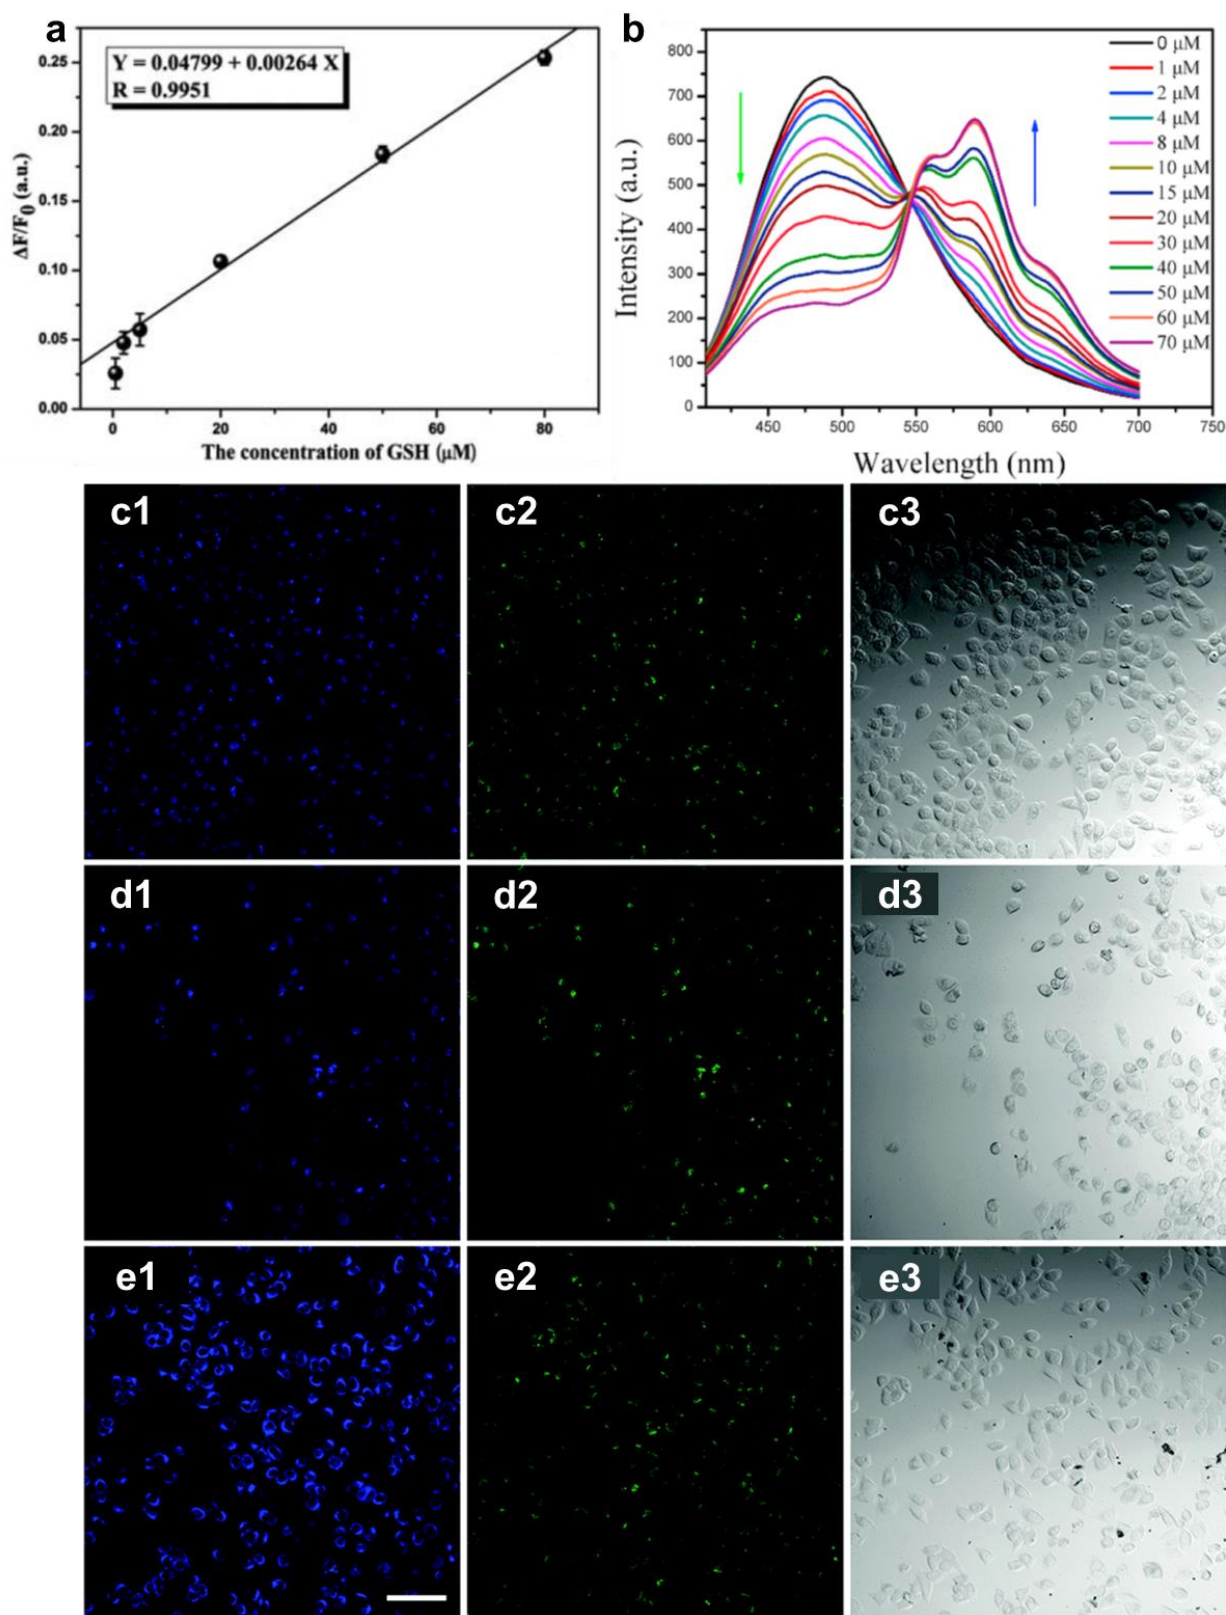 a
Y = 0.04799 + 0.00264 X
R = 0.9951
0.25
0.20
0.15
0.10
0.05
0.00
ΔF/F0 (a.u.)
0 20 40 60 80
The concentration of GSH (μM)
b
800
700
600
500
400
300
200
100
0
Intensity (a.u.)
0 μM
1 μM
2 μM
4 μM
8 μM
10 μM
15 μM
20 μM
30 μM
40 μM
50 μM
60 μM
70 μM
450 500 550 600 650 700 750
Wavelength (nm)
c1 c2 c3
d1 d2 d3
e1 e2 e3